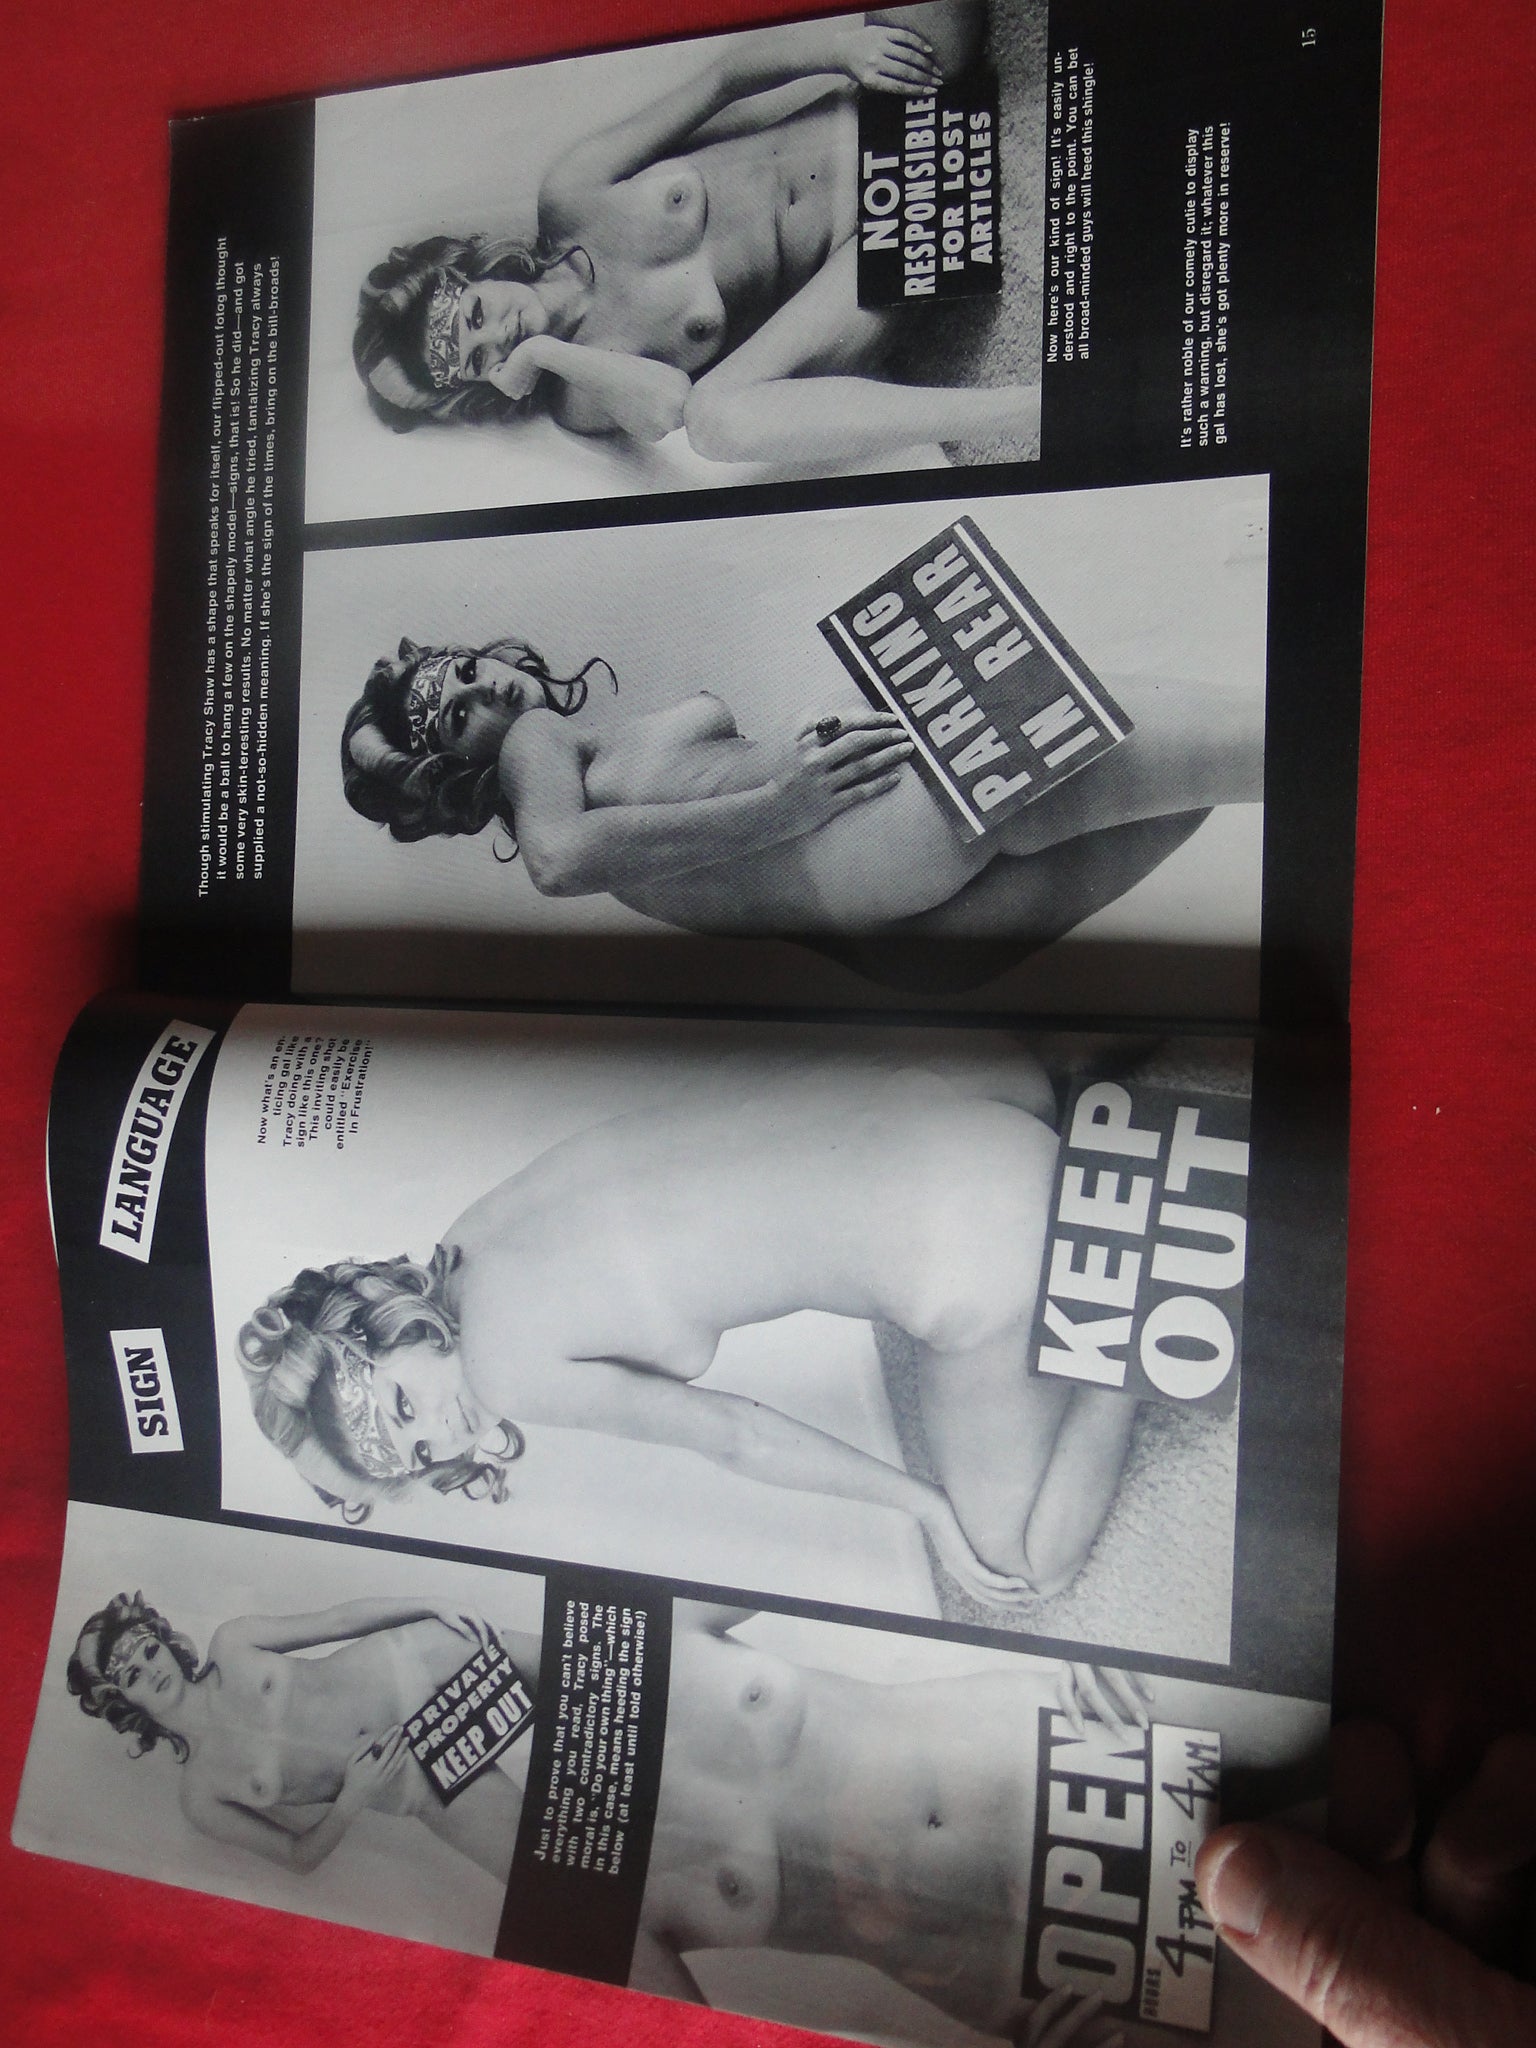 SIGN LANGUAGE
PRIVATE
PROPERTY
KEEP OUT
Just to prove that you can't believe
everything you read, Tracy posed
with two contradictory signs. The
moral is, "Do your own thing"—which
in this case, means heeding the sign
below (at least until told otherwise!)
OPEN
HOURS
4 PM TO 4 AM
Now what's an en-
ticing gal like
Tracy doing with a
sign like this one?
This inviting shot
could easily be
entitled "Exercise
In Frustration!"
KEEP
OUT
Though stimulating Tracy Shaw has a shape that speaks for itself, our flipped-out fotog thought
it would be a ball to hang a few on the shapely model—signs, that is! So he did—and got
some very skin-teresting results. No matter what angle he tried, tantalizing Tracy always
supplied a not-so-hidden meaning. If she's the sign of the times, bring on the bill-broads!
PARKING
IN REAR
NOT
RESPONSIBLE
FOR LOST
ARTICLES
Now here's our kind of sign! It's easily un-
derstood and right to the point. You can bet
all broad-minded guys will heed this shingle!
It's rather noble of our comely cutie to display
such a warning, but disregard it; whatever this
gal has lost, she's got plenty more in reserve!
15